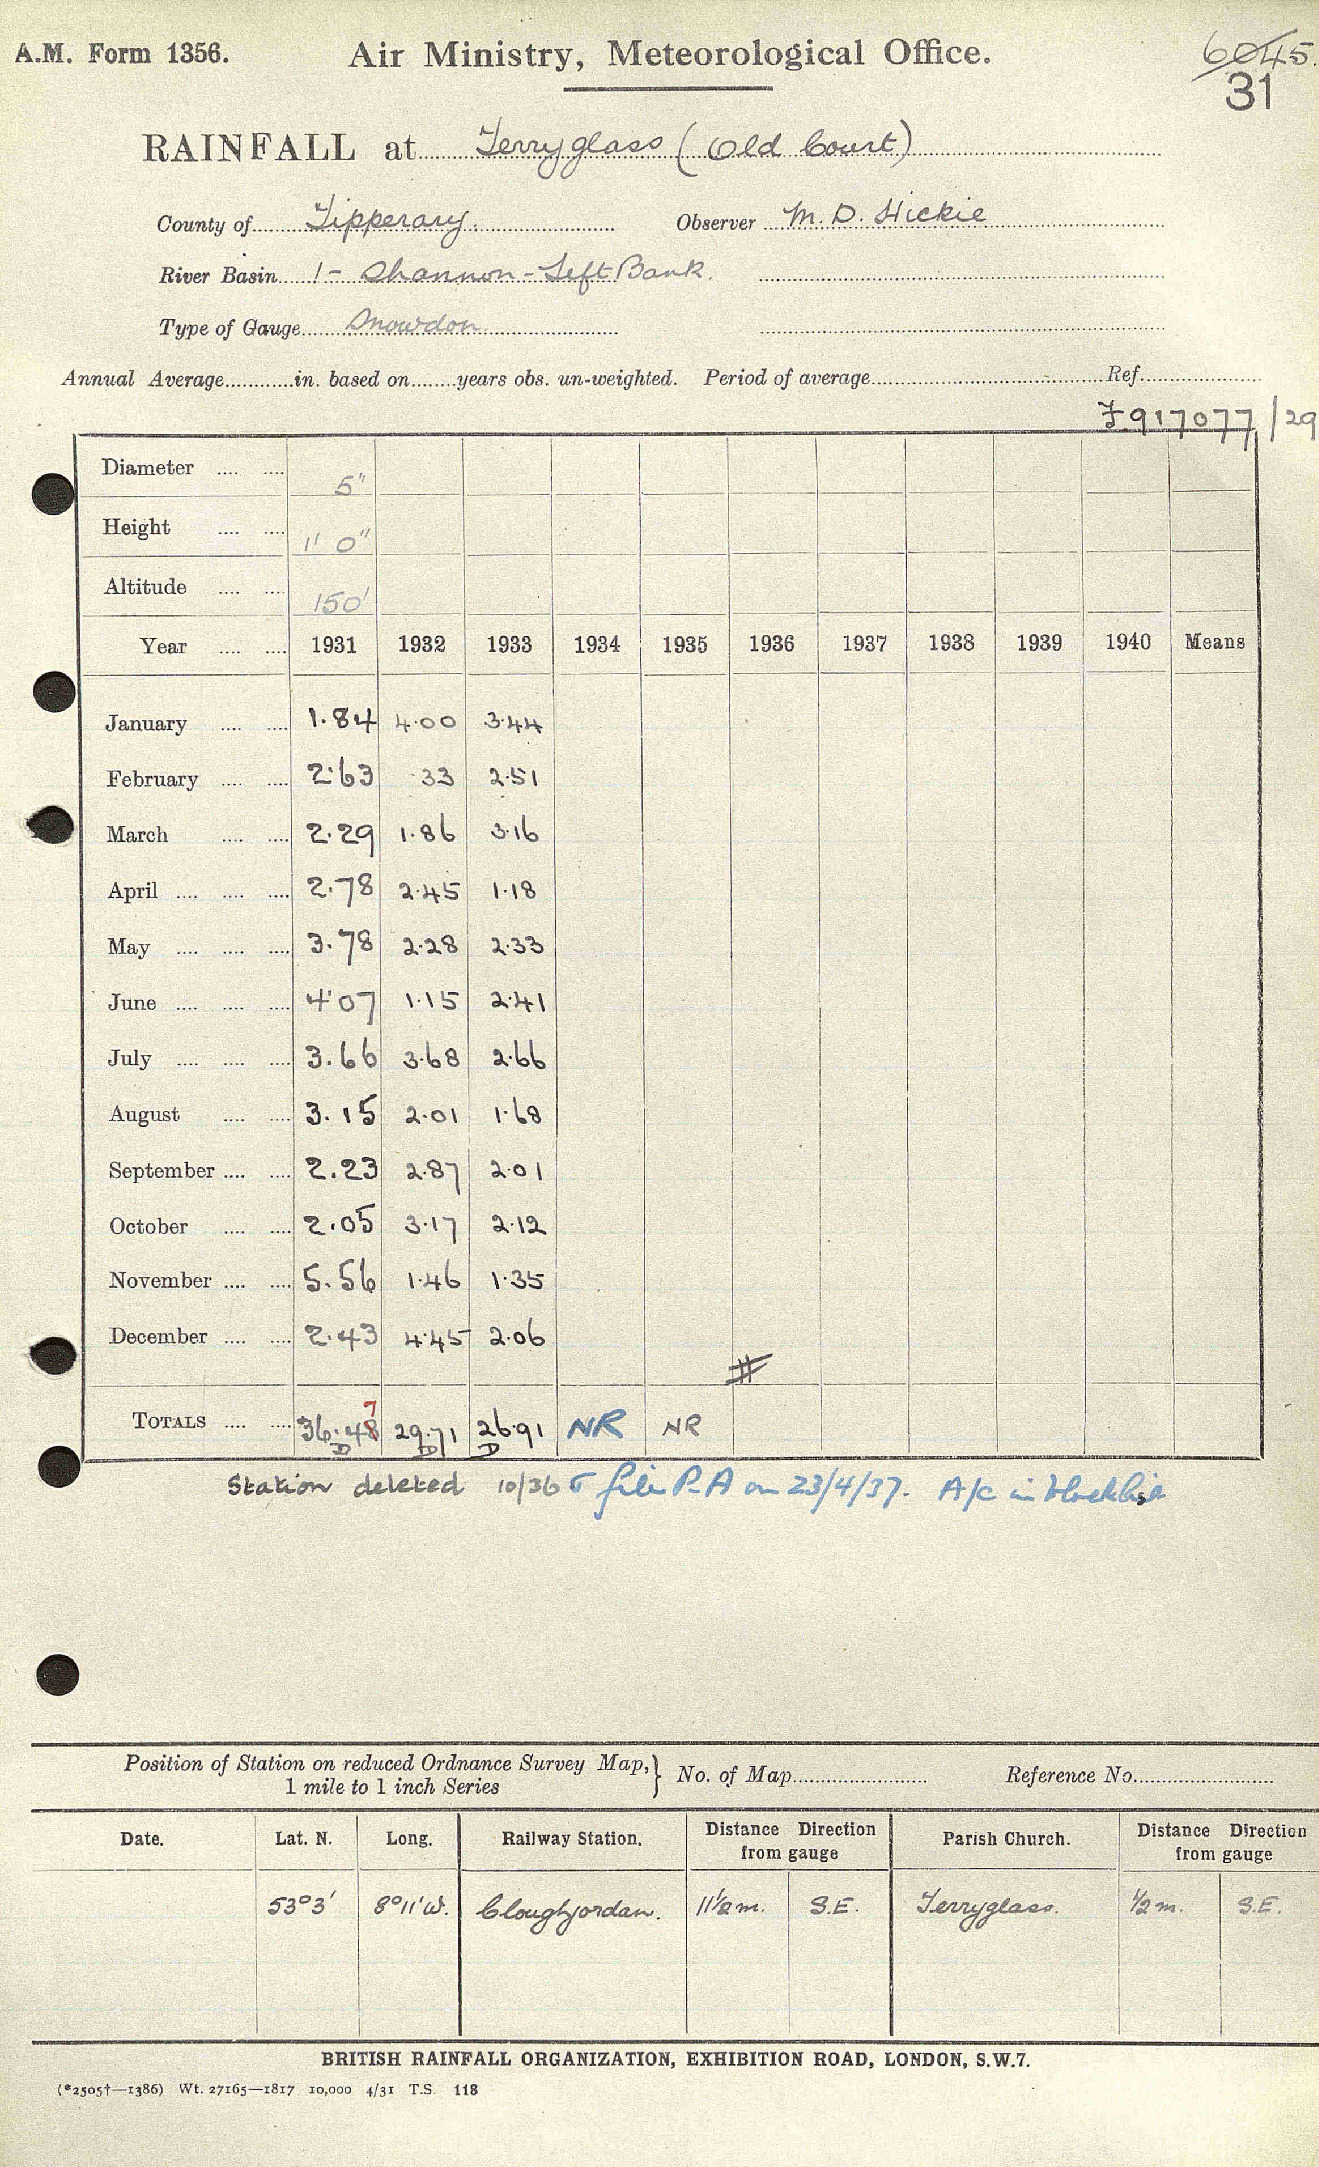 A.M. Form 1356. Air Ministry, Meteorological Office. 6045.
31
RAINFALL at Terryglass (Old Court)
County of Tipperary. Observer M. D. Hickie
River Basin 1 - Shannon - Left Bank.
Type of Gauge Snowdon
Annual Average in. based on years obs. un-weighted. Period of average Ref.
917077/29
Diameter .... .... 5"
Height .... .... 1' 0"
Altitude .... .... 150'
Year .... .... 1931 1932 1933 1934 1935 1936 1937 1938 1939 1940 Means
January .... .... 1.84 4.00 3.44
February .... .... 2.63 .33 2.51
March .... .... 2.29 1.86 3.16
April .... .... .... 2.78 2.45 1.18
May .... .... .... 3.78 2.28 2.33
June .... .... .... 4.07 1.15 2.41
July .... .... .... 3.66 3.68 2.66
August .... .... 3.15 2.01 1.68
September .... .... 2.23 2.87 2.01
October .... .... 2.05 3.17 2.12
November .... .... 5.56 1.46 1.35
December .... .... 2.43 4.45 2.06
7
TOTALS .... .... 36.48 29.71 26.91 NR NR
D D D
Station deleted 10/36 file P.A on 23/4/37. A/c in
Position of Station on reduced Ordnance Survey Map, } No. of Map Reference No.
1 mile to 1 inch Series
Date. Lat. N. Long. Railway Station. Distance Direction from gauge Parish Church. Distance Direction from gauge
53°3' 8°11'W. Cloughjordan. 11½m. S.E. Terryglass. ½m. S.E.
BRITISH RAINFALL ORGANIZATION, EXHIBITION ROAD, LONDON, S.W.7.
(*2505†—1386) Wt. 27165—1817 10,000 4/31 T.S. 118